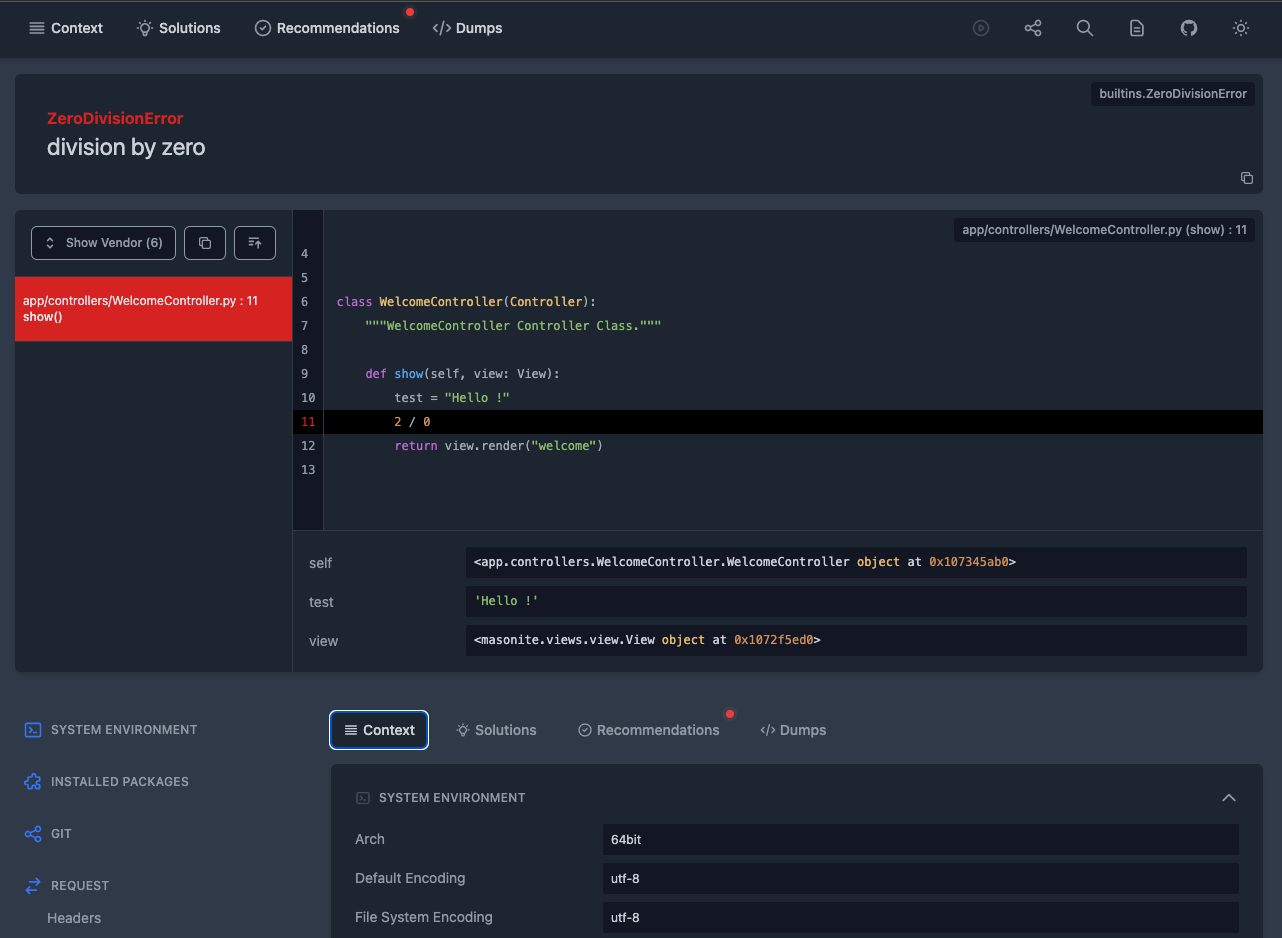 Context Solutions Recommendations </> Dumps
builtins.ZeroDivisionError
ZeroDivisionError
division by zero
Show Vendor (6)
app/controllers/WelcomeController.py : 11
show()
app/controllers/WelcomeController.py (show) : 11
4
5
6 class WelcomeController(Controller):
7     """WelcomeController Controller Class."""
8
9     def show(self, view: View):
10         test = "Hello !"
11         2 / 0
12         return view.render("welcome")
13
self <app.controllers.WelcomeController.WelcomeController object at 0x107345ab0>
test 'Hello !'
view <masonite.views.view.View object at 0x1072f5ed0>
SYSTEM ENVIRONMENT
INSTALLED PACKAGES
GIT
REQUEST
Headers
Context Solutions Recommendations </> Dumps
SYSTEM ENVIRONMENT
Arch 64bit
Default Encoding utf-8
File System Encoding utf-8